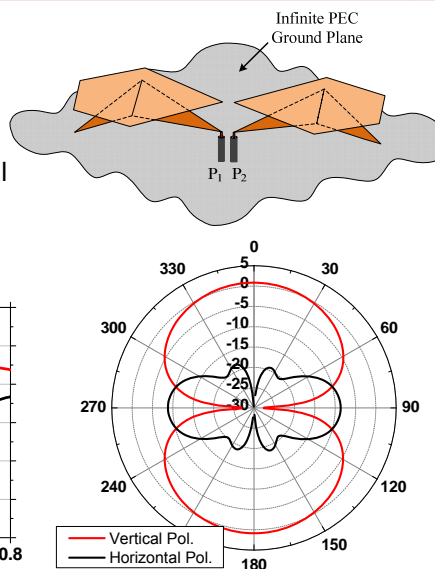 Infinite PEC
Ground Plane
P1 P2
l
0
330 30
300 60
270 90
240 120
150
180
5
0
-5
-10
-15
-20
-25
-30
0.8
Vertical Pol.
Horizontal Pol.